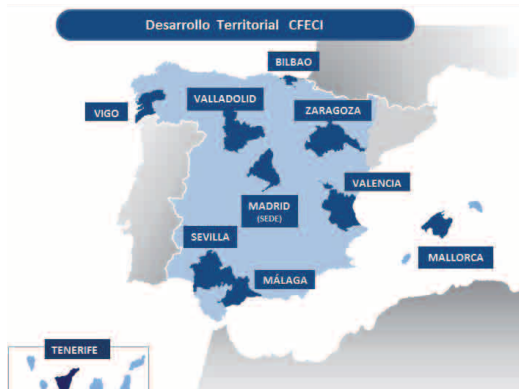 Desarrollo Territorial CFECI
BILBAO
VALLADOLID
ZARAGOZA
VIGO
VALENCIA
MADRID
(SEDE)
SEVILLA
MALLORCA
MÁLAGA
TENERIFE